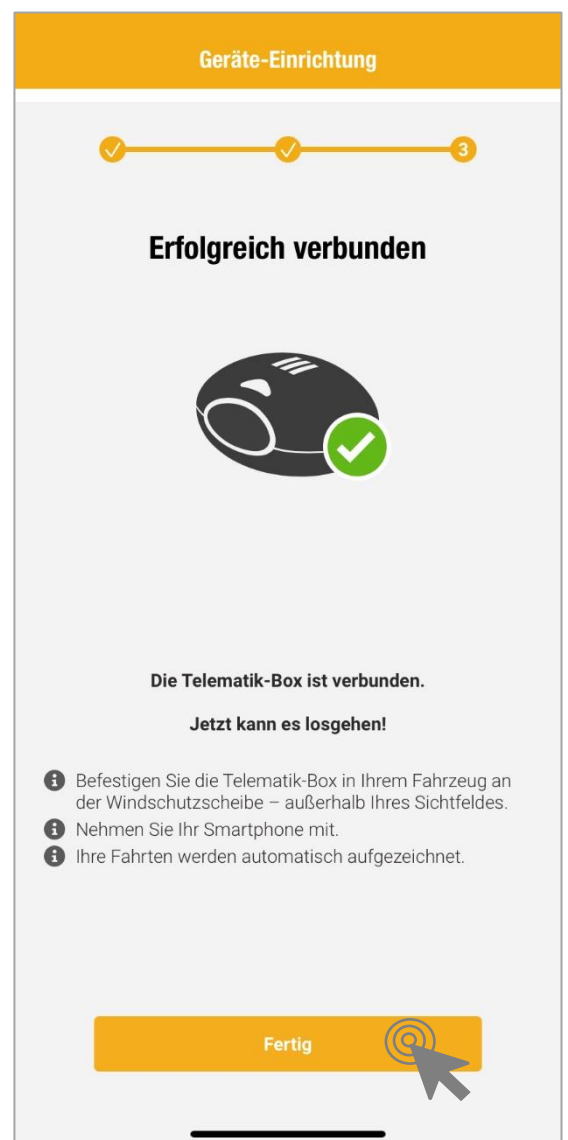 Geräte-Einrichtung
3
Erfolgreich verbunden
Die Telematik-Box ist verbunden.
Jetzt kann es losgehen!
Befestigen Sie die Telematik-Box in Ihrem Fahrzeug an
der Windschutzscheibe – außerhalb Ihres Sichtfeldes.
Nehmen Sie Ihr Smartphone mit.
Ihre Fahrten werden automatisch aufgezeichnet.
Fertig